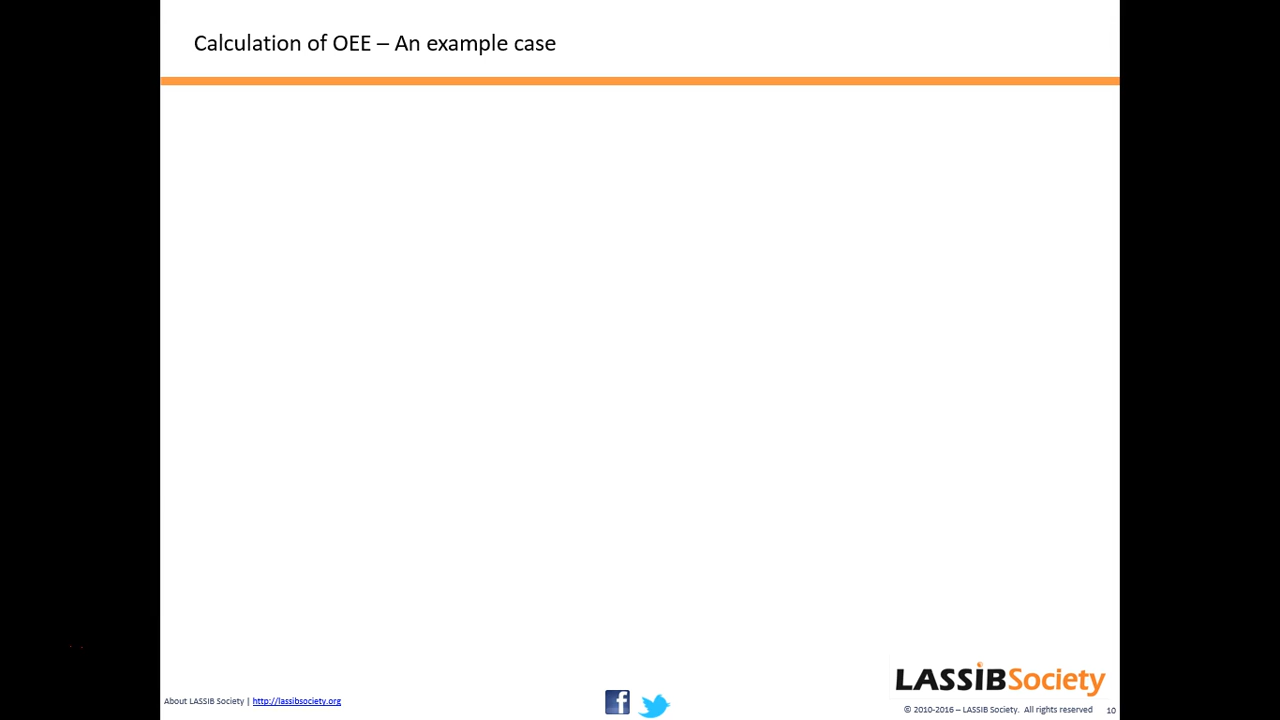 Calculation of OEE – An example case
LASSIBSociety
About LASSIB Society | http://lassibsociety.org
© 2010-2016 – LASSIB Society. All rights reserved 10